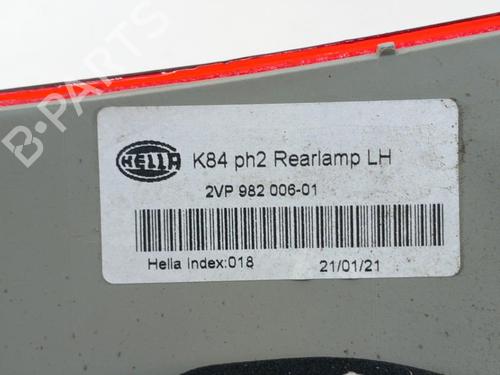 B-PARTS
HELLA
K84 ph2 Rearlamp LH
2VP 982 006-01
Hella Index:018
21/01/21